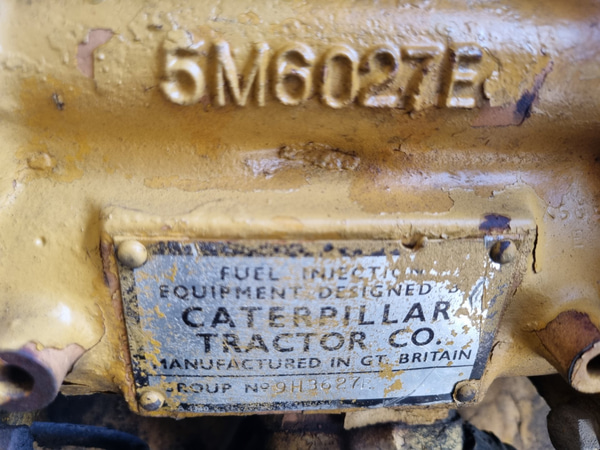 5M6027E
FUEL INJECTION
EQUIPMENT DESIGNED B
CATERPILLAR
TRACTOR CO.
MANUFACTURED IN GT. BRITAIN
GROUP Nº 9H3627